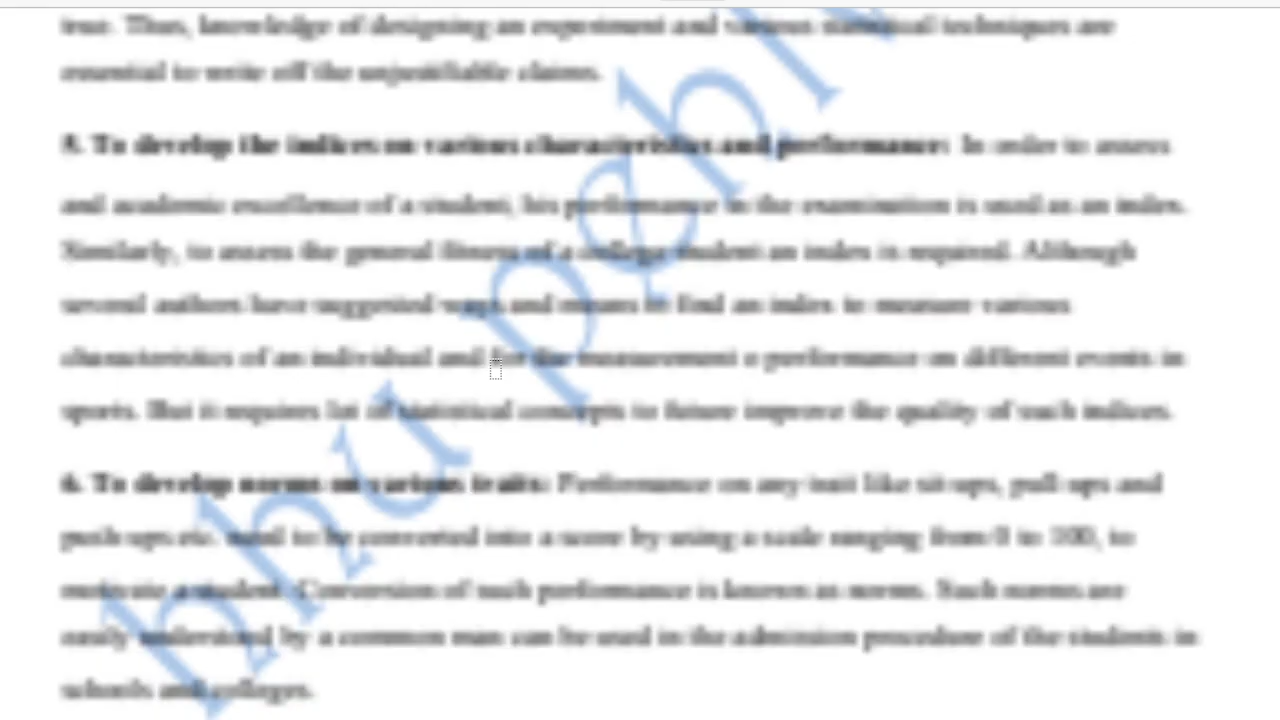 true. Thus, knowledge of designing an experiment and various statistical techniques are
essential to write off the unjustifiable claims.
5. To develop the indices on various characteristics and performance: In order to assess
and academic excellence of a student, his performance in the examination is used as an index.
Similarly, to assess the general fitness of a college student an index is required. Although
several authors have suggested ways and means to find an index to measure various
characteristics of an individual and for the measurement o performance on different events in
sports. But it requires lot of statistical concepts to future improve the quality of such indices.
6. To develop norms on various traits: Performance on any trait like sit-ups, pull-ups and
push-ups etc. need to be converted into a score by using a scale ranging from 0 to 100, to
motivate a student. Conversion of such performance is known as norms. Such norms are
easily understood by a common man can be used in the admission procedure of the students in
schools and colleges.
bhu pehl